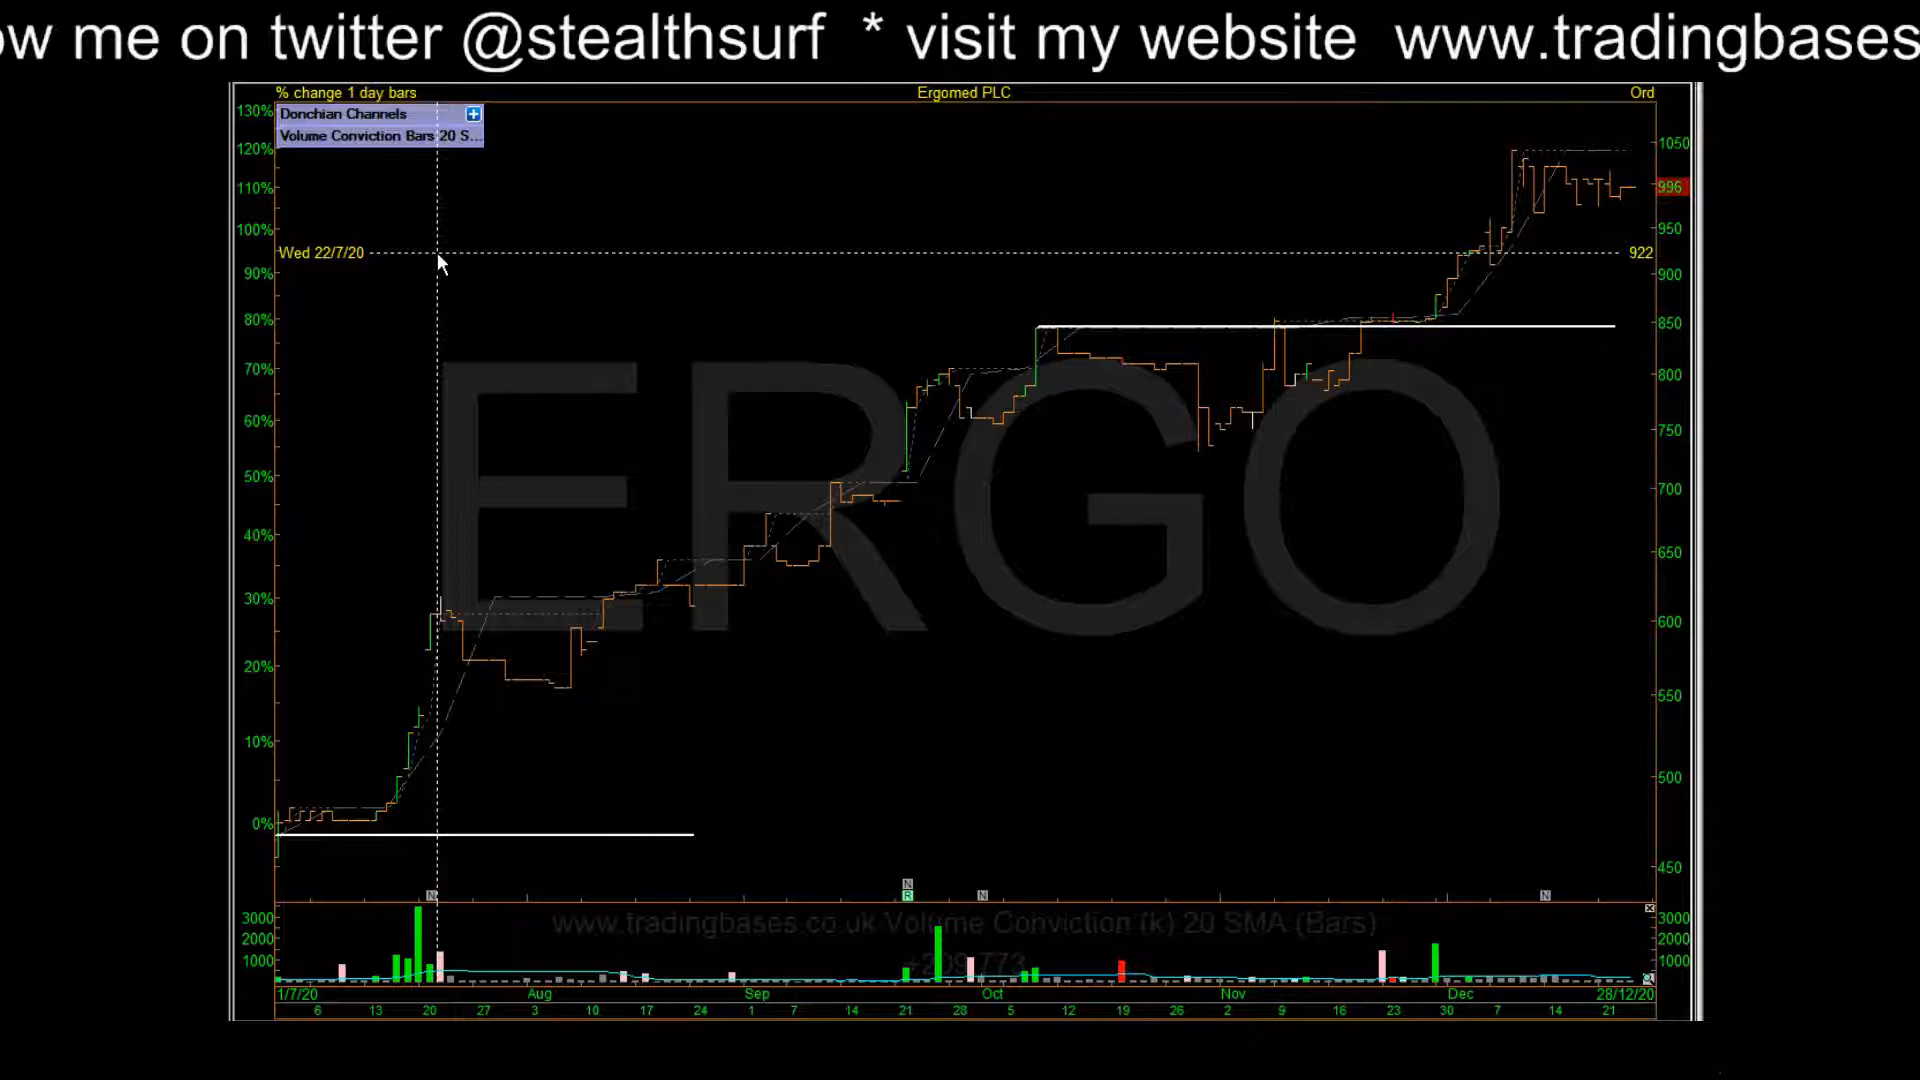 ow me on twitter @stealthsurf * visit my website www.tradingbases
% change 1 day bars Ergomed PLC Ord
Donchian Channels
Volume Conviction Bars 20 S...
130%
120% 1050
110% 996
100% 950
Wed 22/7/20 922
90% 900
80% 850
70% 800
60% 750
50% 700
40% 650
30% 600
20% 550
10% 500
0%
450
ERGO
N
N R N N
www.tradingbases.co.uk Volume Conviction (k) 20 SMA (Bars)
3000 3000
2000 2000
1000 1000
1/7/20 Aug Sep Oct Nov Dec 28/12/20
6 13 20 27 3 10 17 24 1 7 14 21 28 5 12 19 26 2 9 16 23 30 7 14 21